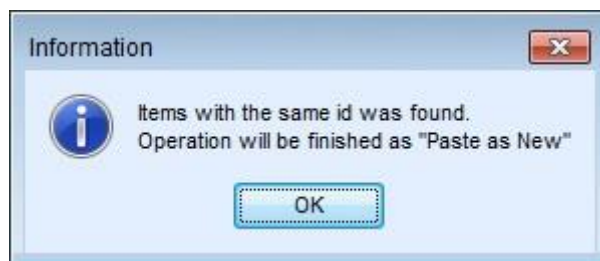 Information
Items with the same id was found.
Operation will be finished as "Paste as New"
OK